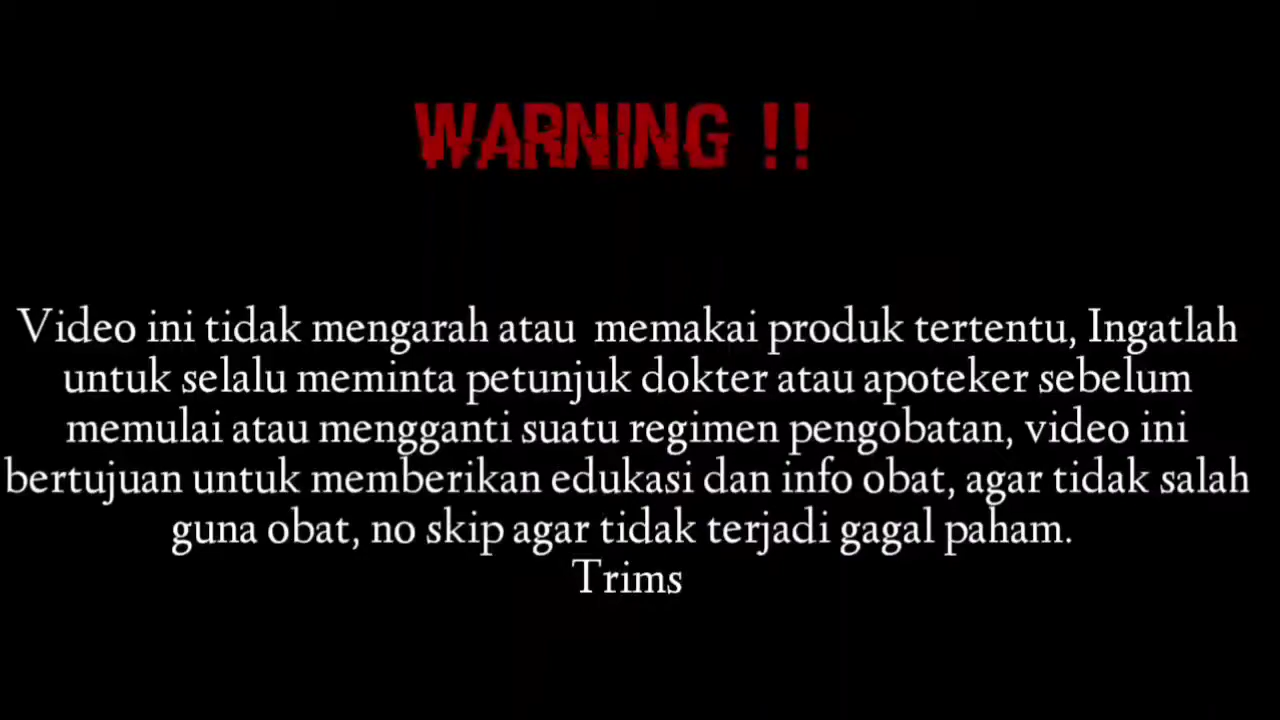 WARNING !!
Video ini tidak mengarah atau memakai produk tertentu, Ingatlah
untuk selalu meminta petunjuk dokter atau apoteker sebelum
memulai atau mengganti suatu regimen pengobatan, video ini
bertujuan untuk memberikan edukasi dan info obat, agar tidak salah
guna obat, no skip agar tidak terjadi gagal paham.
Trims